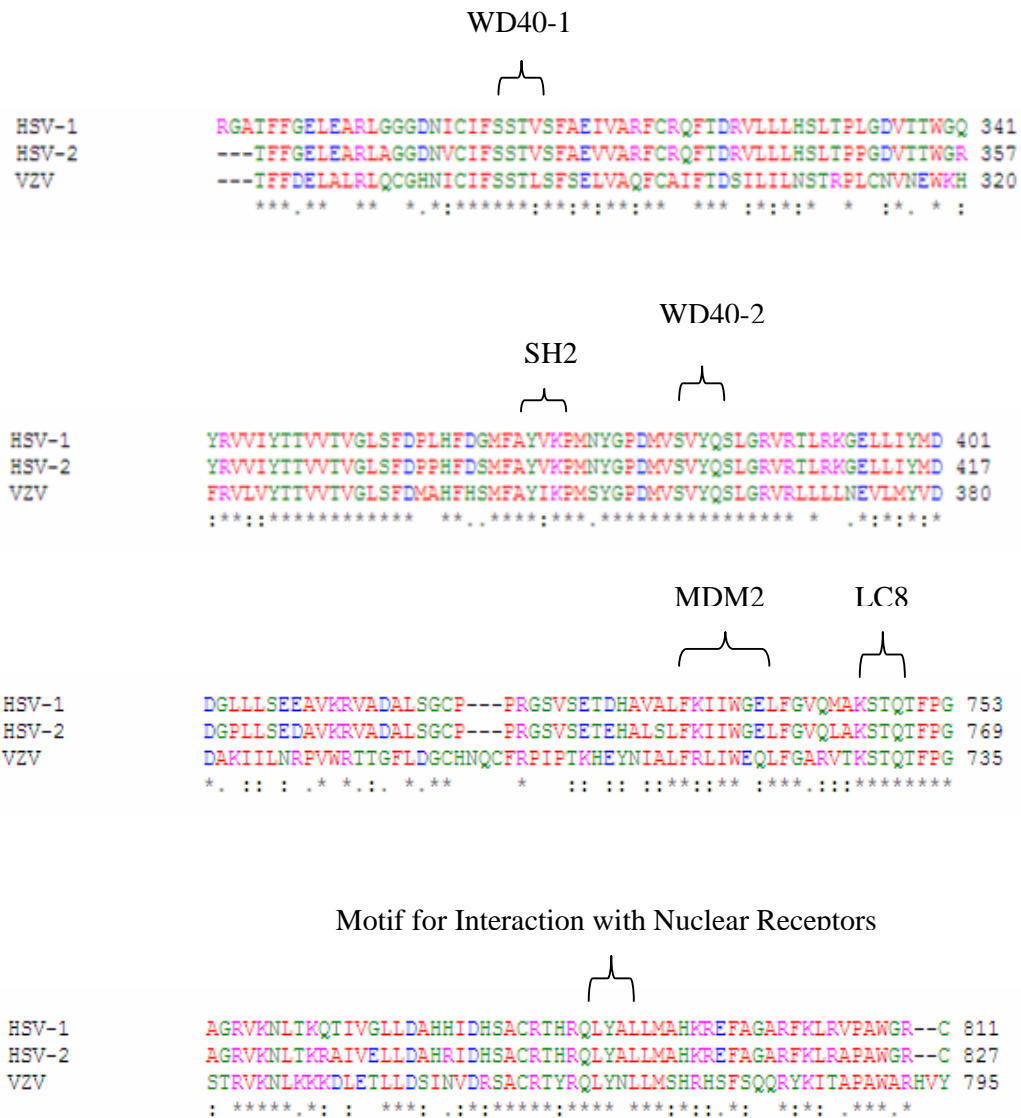 WD40-1
HSV-1 RGATFFGELEARLGGGDNICIFSSTVSFAEIVARFCRQFTDRVLLLHSLTPLGDVTTWGQ 341
HSV-2 ---TFFGELEARLAGGDNVCIFSSTVSFAEVVARFCRQFTDRVLLLHSLTPPGDVTTWGR 357
VZV ---TFFDELALRLQCGHNICIFSSTLSFSELVAQFCAIFTDSILILNSTRPLCNVNEWKH 320
***.** ** *.*:******:**:*:**:** *** :*:*:* * :*. * :
WD40-2
SH2
HSV-1 YRVVIYTTVVTVGLSFDPLHFDGMFAYVKPMNYGPDMVSVYQSLGRVRTLRKGELLIYMD 401
HSV-2 YRVVIYTTVVTVGLSFDPPHFDSMFAYVKPMNYGPDMVSVYQSLGRVRTLRKGELLIYMD 417
VZV FRVLVYTTVVTVGLSFDMAHFHSMFAYIKPMSYGPDMVSVYQSLGRVRLLLLNEVLMYVD 380
:**::************ **..****:***.**************** * .*:*:*:*
MDM2 LC8
HSV-1 DGLLLSEEAVKRVADALSGCP---PRGSVSETDHAVALFKIIWGELFGVQMAKSTQTFPG 753
HSV-2 DGPLLSEDAVKRVADALSGCP---PRGSVSETEHALSLFKIIWGELFGVQLAKSTQTFPG 769
VZV DAKIILNRPVWRTTGFLDGCHNQCFRPIPTKHEYNIALFRLIWEQLFGARVTKSTQTFPG 735
*. :: : .* *.:. *.** * :: :: ::**::** :***.:::********
Motif for Interaction with Nuclear Receptors
HSV-1 AGRVKNLTKQTIVGLLDAHHIDHSACRTHRQLYALLMAHKREFAGARFKLRVPAWGR--C 811
HSV-2 AGRVKNLTKRAIVELLDAHRIDHSACRTHRQLYALLMAHKREFAGARFKLRAPAWGR--C 827
VZV STRVKNLKKKDLETLLDSINVDRSACRTYRQLYNLLMSHRHSFSQQRYKITAPAWARHVY 795
: *****.*: : ***: .:*:*****:**** ***:*::.*: *:*: .***.*